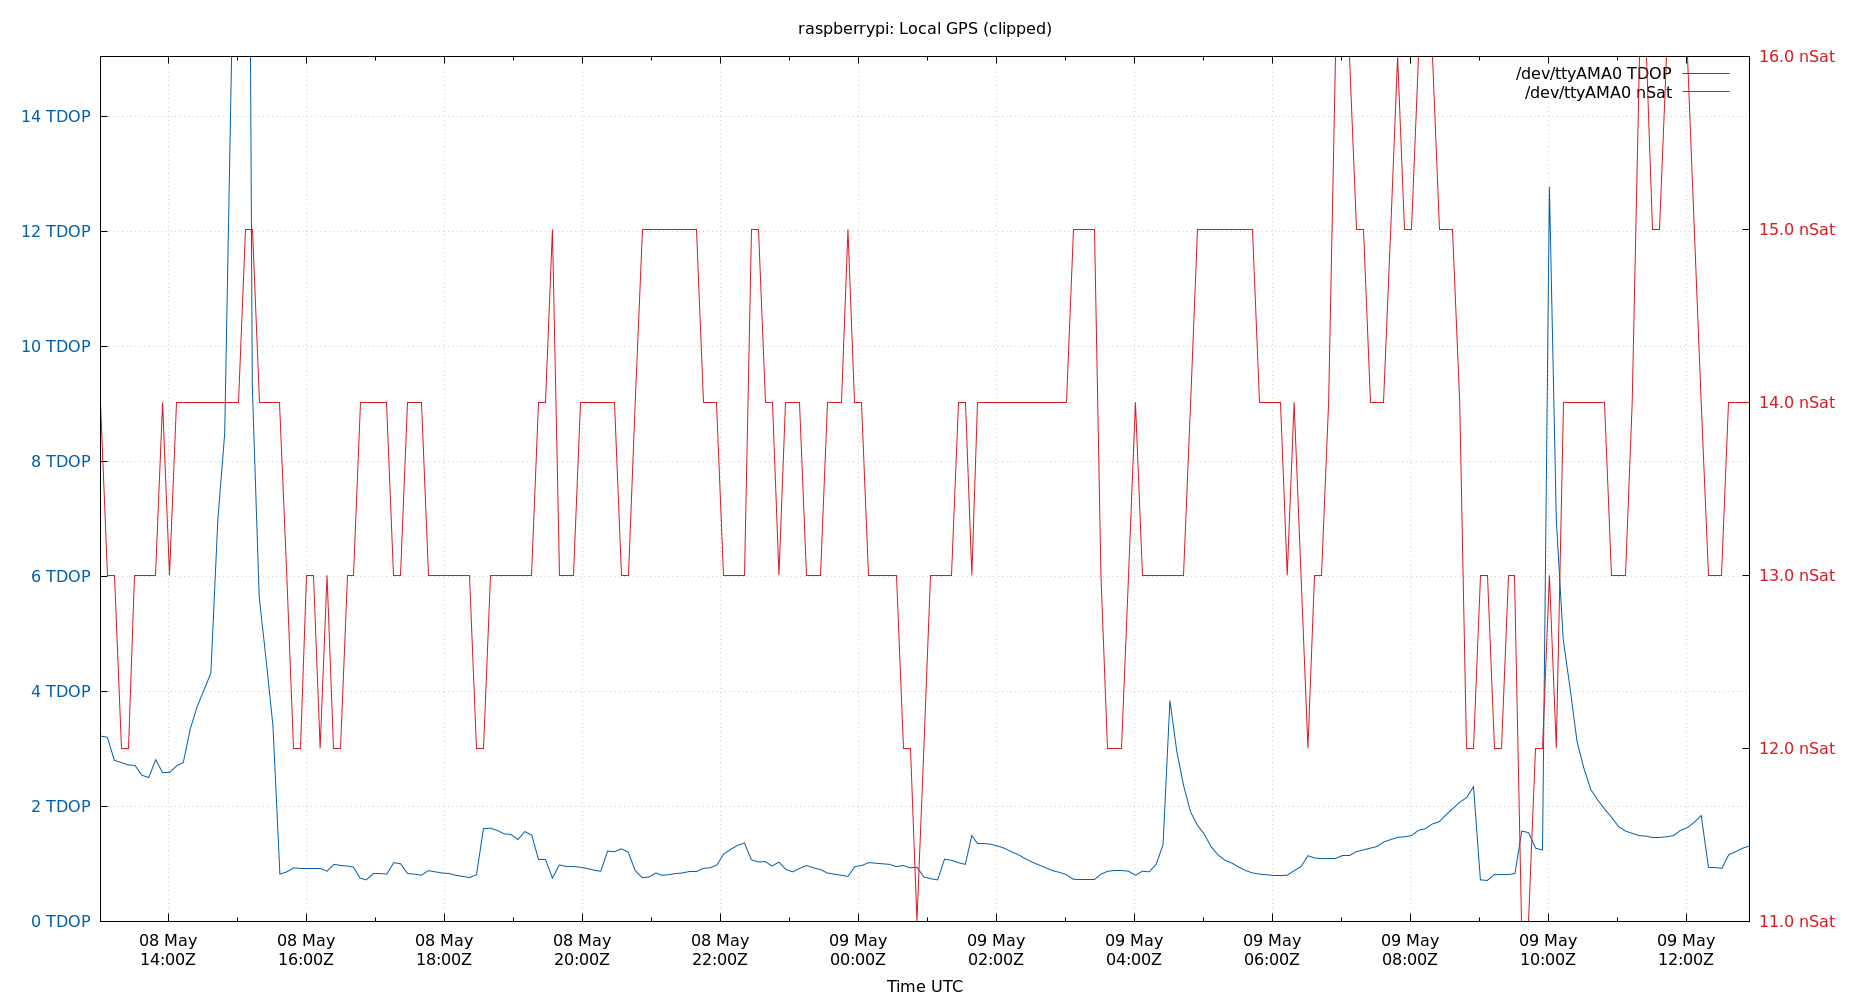 raspberrypi: Local GPS (clipped)
/dev/ttyAMA0 TDOP
/dev/ttyAMA0 nSat
14 TDOP
12 TDOP
10 TDOP
8 TDOP
6 TDOP
4 TDOP
2 TDOP
0 TDOP
16.0 nSat
15.0 nSat
14.0 nSat
13.0 nSat
12.0 nSat
11.0 nSat
08 May
14:00Z
08 May
16:00Z
08 May
18:00Z
08 May
20:00Z
08 May
22:00Z
09 May
00:00Z
09 May
02:00Z
09 May
04:00Z
09 May
06:00Z
09 May
08:00Z
09 May
10:00Z
09 May
12:00Z
Time UTC